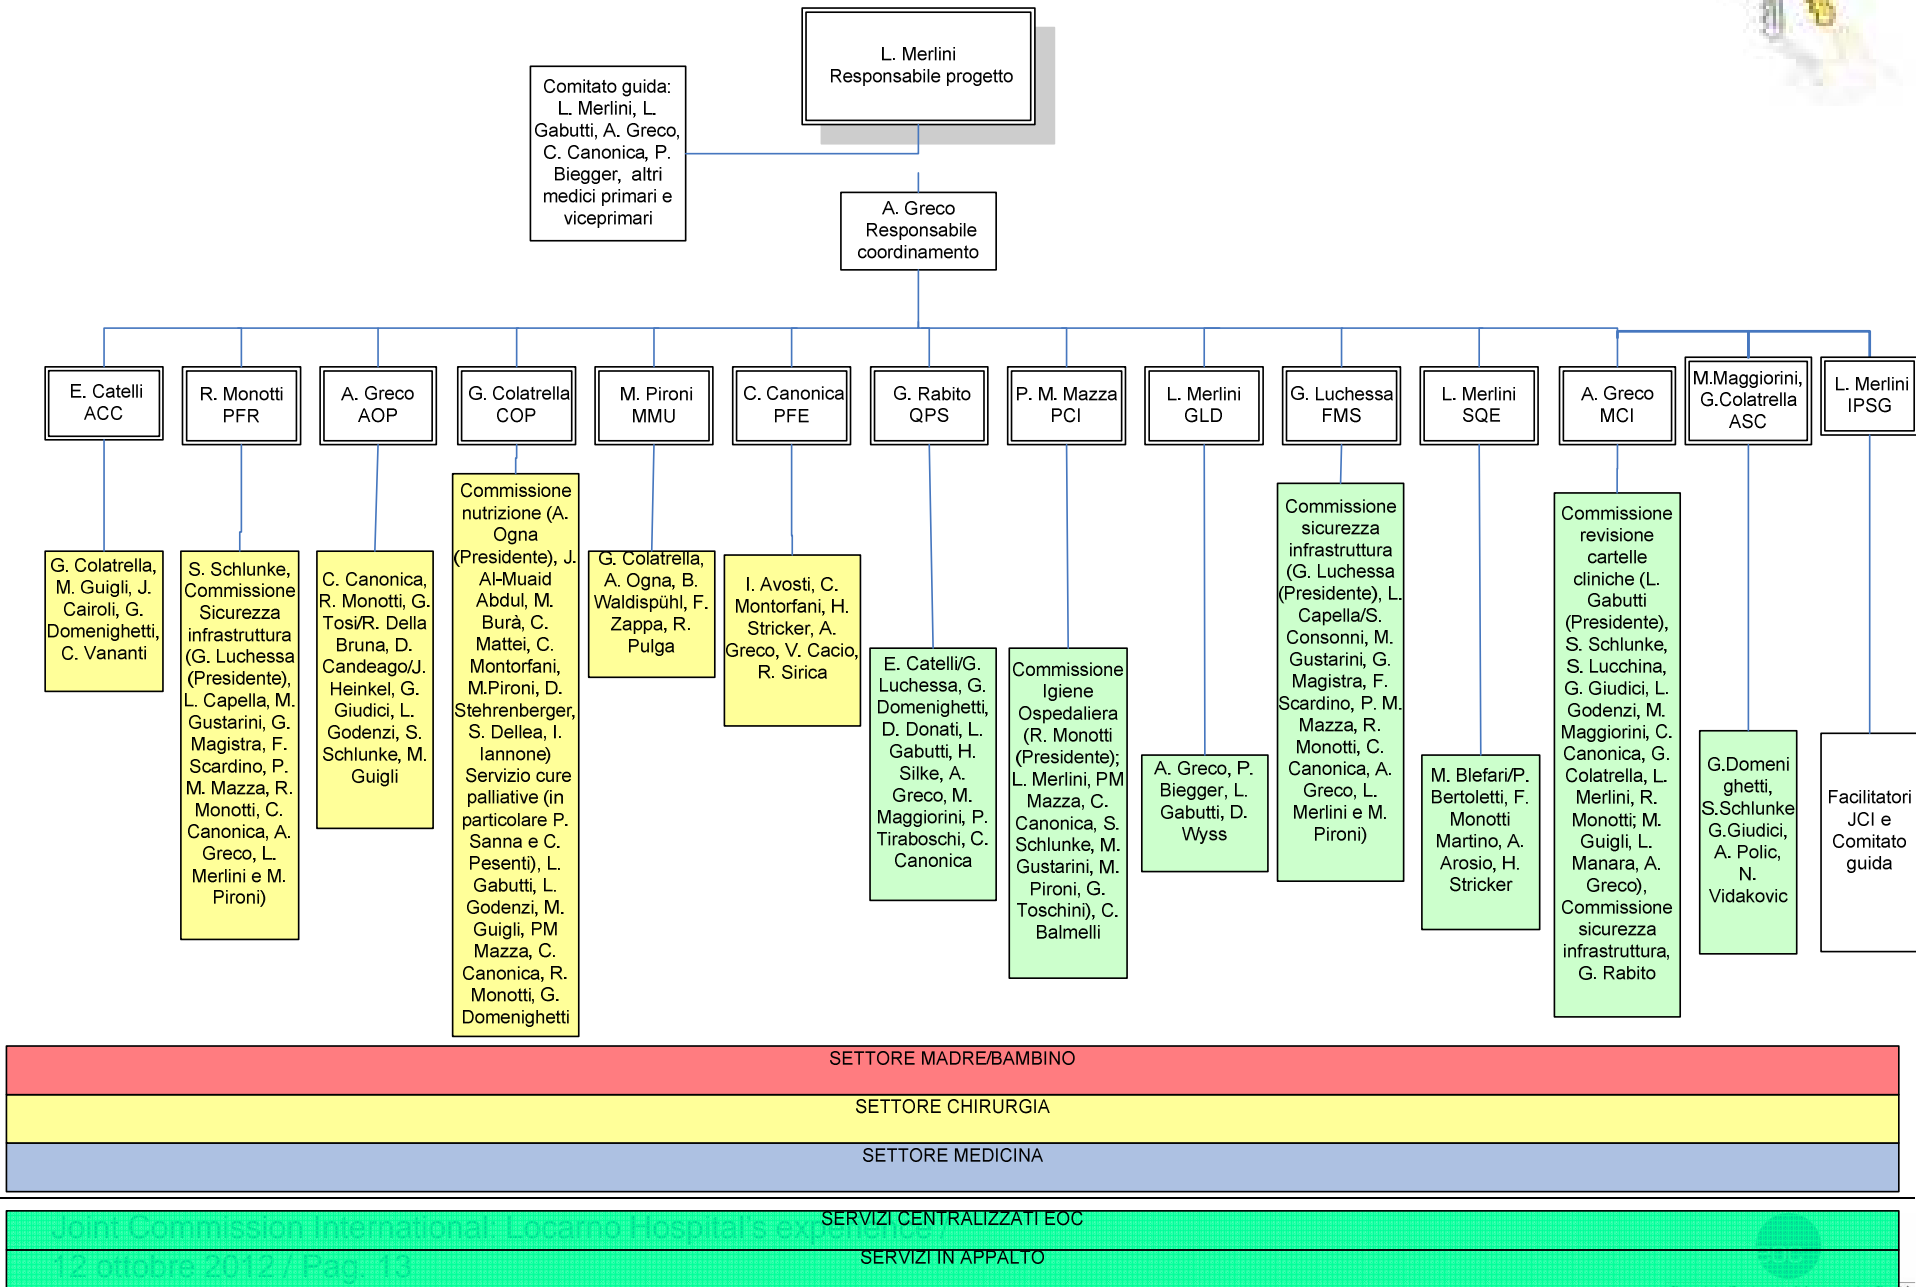 L. Merlini
Responsabile progetto
Comitato guida:
L. Merlini, L.
Gabutti, A. Greco,
C. Canonica, P.
Biegger, altri
medici primari e
viceprimari
A. Greco
Responsabile
coordinamento
E. Catelli
ACC
R. Monotti
PFR
A. Greco
AOP
G. Colatrella
COP
M. Pironi
MMU
C. Canonica
PFE
G. Rabito
QPS
P. M. Mazza
PCI
L. Merlini
GLD
G. Luchessa
FMS
L. Merlini
SQE
A. Greco
MCI
M.Maggiorini,
G.Colatrella
ASC
L. Merlini
IPSG
G. Colatrella,
M. Guigli, J.
Cairoli, G.
Domenighetti,
C. Vananti
S. Schlunke,
Commissione
Sicurezza
infrastruttura
(G. Luchessa
(Presidente),
L. Capella, M.
Gustarini, G.
Magistra, F.
Scardino, P.
M. Mazza, R.
Monotti, C.
Canonica, A.
Greco, L.
Merlini e M.
Pironi)
C. Canonica,
R. Monotti, G.
Tosi/R. Della
Bruna, D.
Candeago/J.
Heinkel, G.
Giudici, L.
Godenzi, S.
Schlunke, M.
Guigli
Commissione
nutrizione (A.
Ogna
(Presidente), J.
Al-Muaid
Abdul, M.
Burà, C.
Mattei, C.
Montorfani,
M.Pironi, D.
Stehrenberger,
S. Dellea, I.
Iannone)
Servizio cure
palliative (in
particolare P.
Sanna e C.
Pesenti), L.
Gabutti, L.
Godenzi, M.
Guigli, PM
Mazza, C.
Canonica, R.
Monotti, G.
Domenighetti
G. Colatrella,
A. Ogna, B.
Waldispühl, F.
Zappa, R.
Pulga
I. Avosti, C.
Montorfani, H.
Stricker, A.
Greco, V. Cacio,
R. Sirica
E. Catelli/G.
Luchessa, G.
Domenighetti,
D. Donati, L.
Gabutti, H.
Silke, A.
Greco, M.
Maggiorini, P.
Tiraboschi, C.
Canonica
Commissione
Igiene
Ospedaliera
(R. Monotti
(Presidente);
L. Merlini, PM
Mazza, C.
Canonica, S.
Schlunke, M.
Gustarini, M.
Pironi, G.
Toschini), C.
Balmelli
A. Greco, P.
Biegger, L.
Gabutti, D.
Wyss
Commissione
sicurezza
infrastruttura
(G. Luchessa
(Presidente), L.
Capella/S.
Consonni, M.
Gustarini, G.
Magistra, F.
Scardino, P. M.
Mazza, R.
Monotti, C.
Canonica, A.
Greco, L.
Merlini e M.
Pironi)
M. Blefari/P.
Bertoletti, F.
Monotti
Martino, A.
Arosio, H.
Stricker
Commissione
revisione
cartelle
cliniche (L.
Gabutti
(Presidente),
S. Schlunke,
S. Lucchina,
G. Giudici, L.
Godenzi, M.
Maggiorini, C.
Canonica, G.
Colatrella, L.
Merlini, R.
Monotti; M.
Guigli, L.
Manara, A.
Greco),
Commissione
sicurezza
infrastruttura,
G. Rabito
G.Domeni
ghetti,
S.Schlunke
G.Giudici,
A. Polic,
N.
Vidakovic
Facilitatori
JCI e
Comitato
guida
SETTORE MADRE/BAMBINO
SETTORE CHIRURGIA
SETTORE MEDICINA
SERVIZI CENTRALIZZATI EOC
Joint Commission International: Locarno Hospital's experience /
SERVIZI IN APPALTO
12 ottobre 2012 / Pag. 13